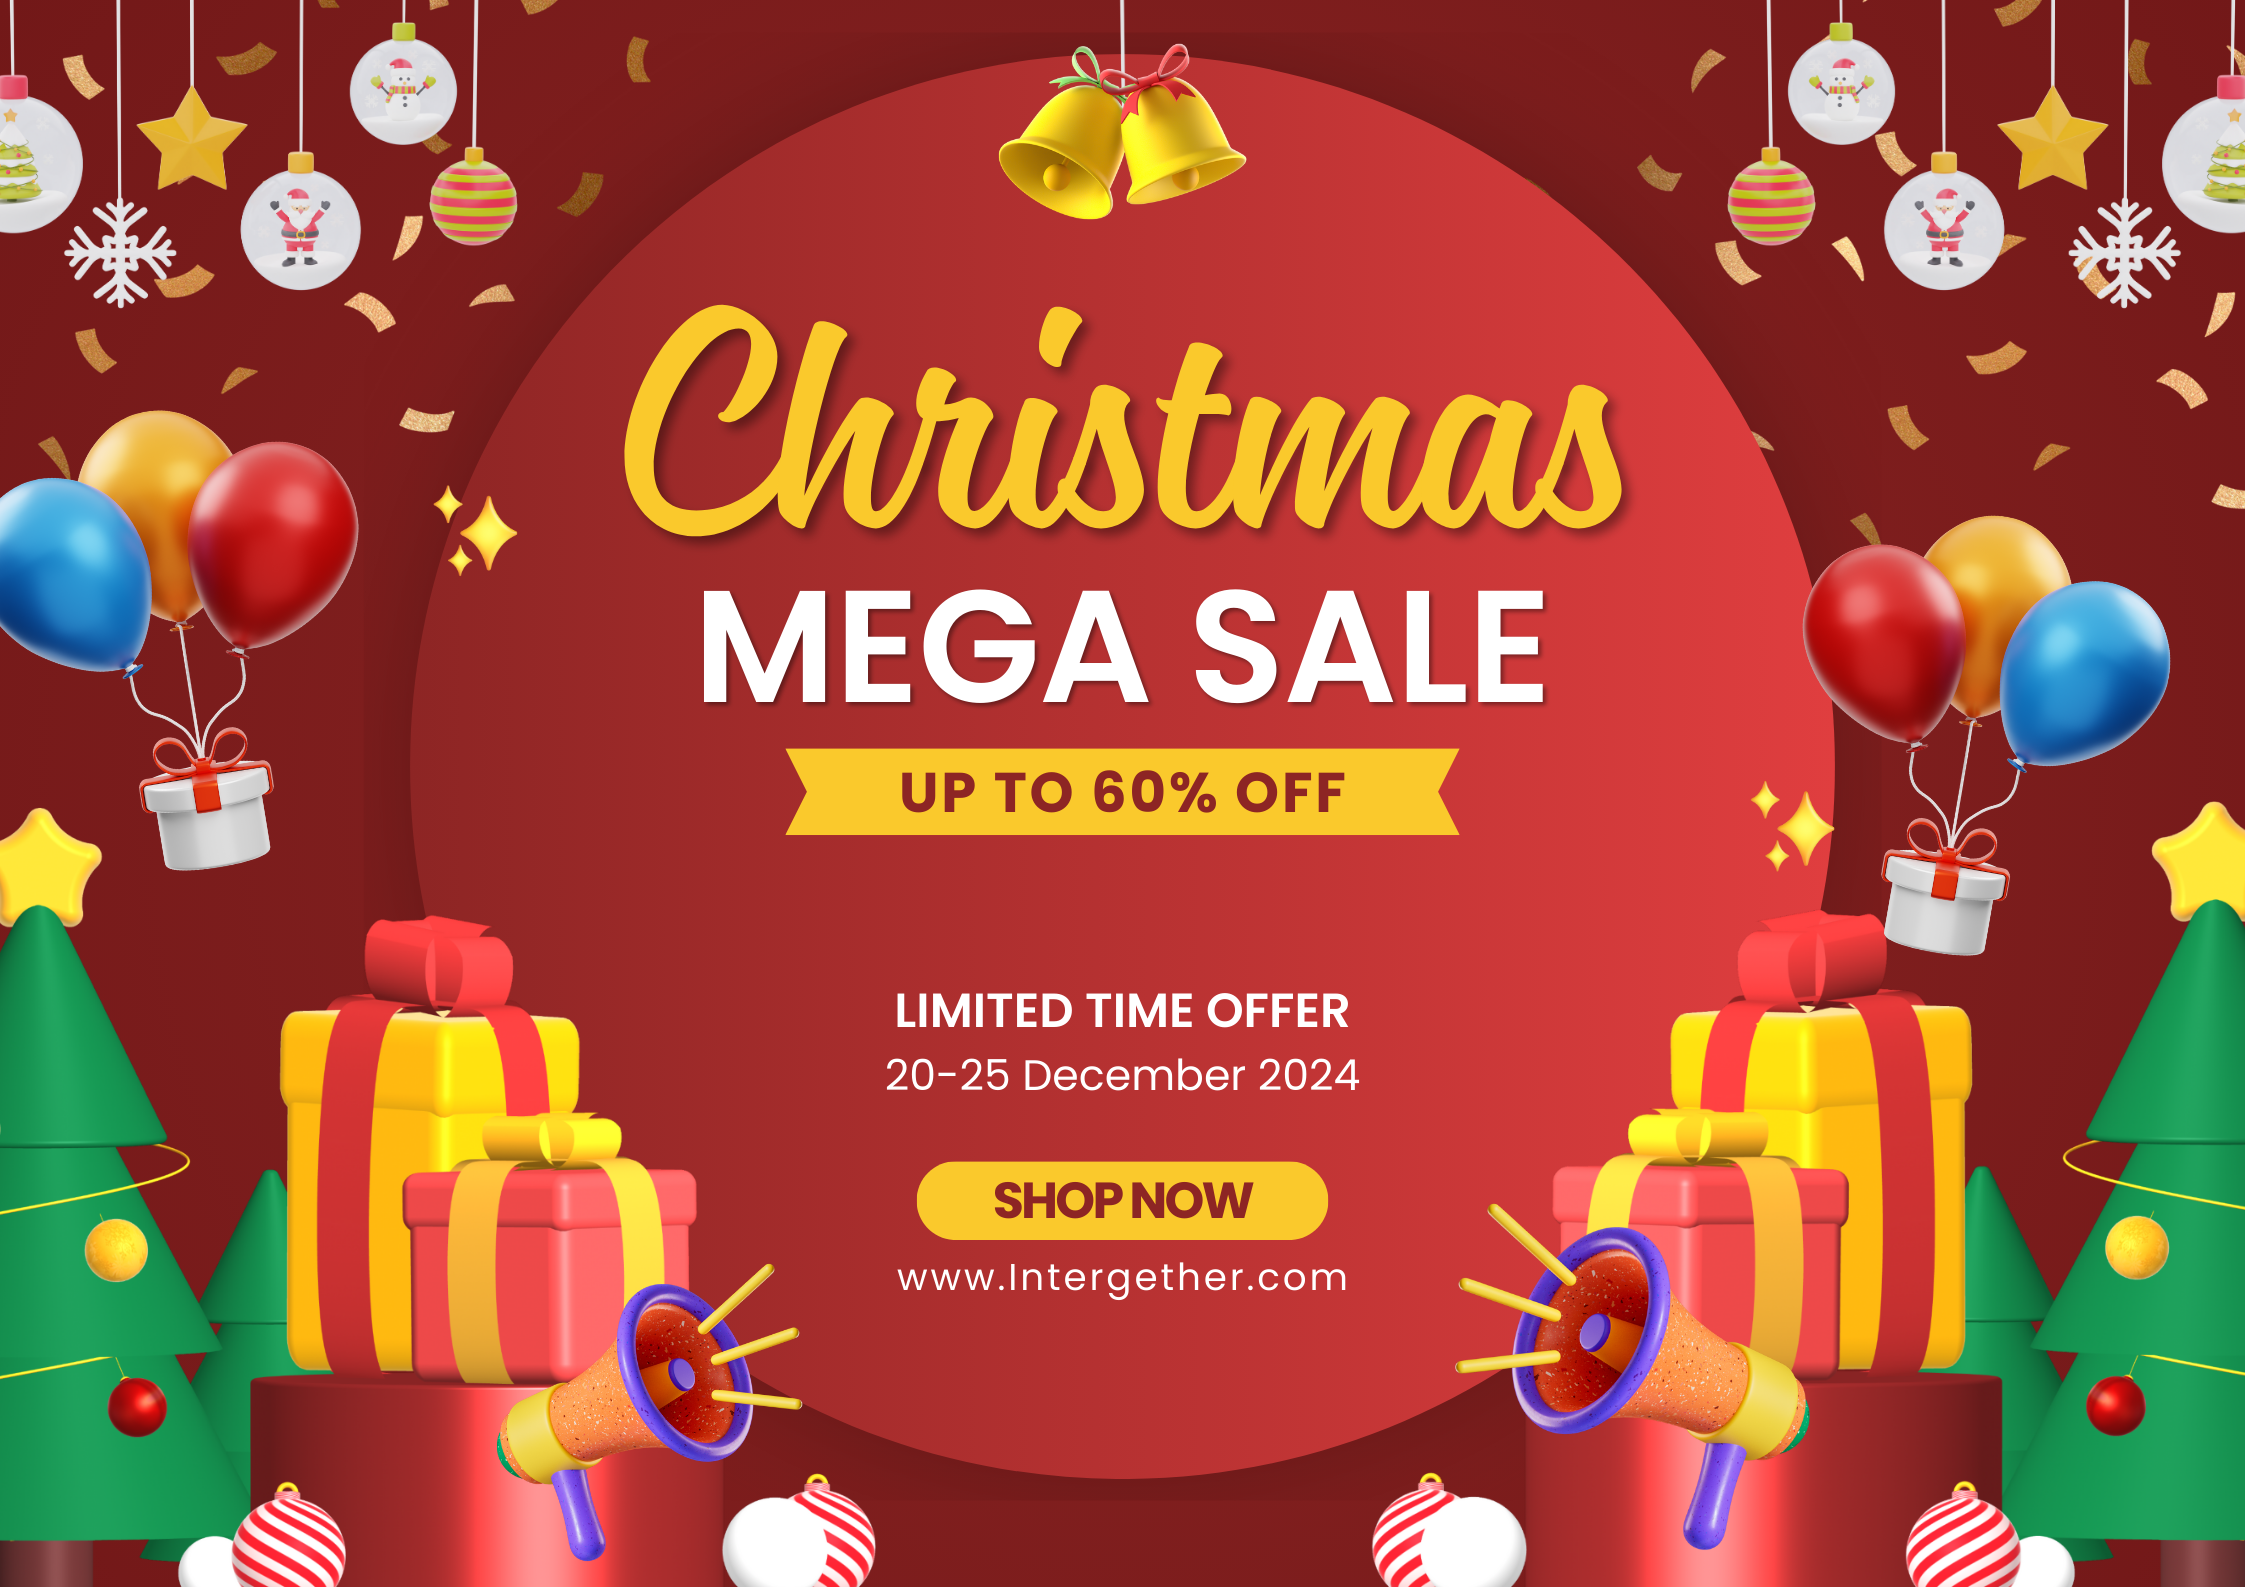 Christmas
MEGA SALE
UP TO 60% OFF
LIMITED TIME OFFER
20-25 December 2024
SHOP NOW
www.Intergether.com